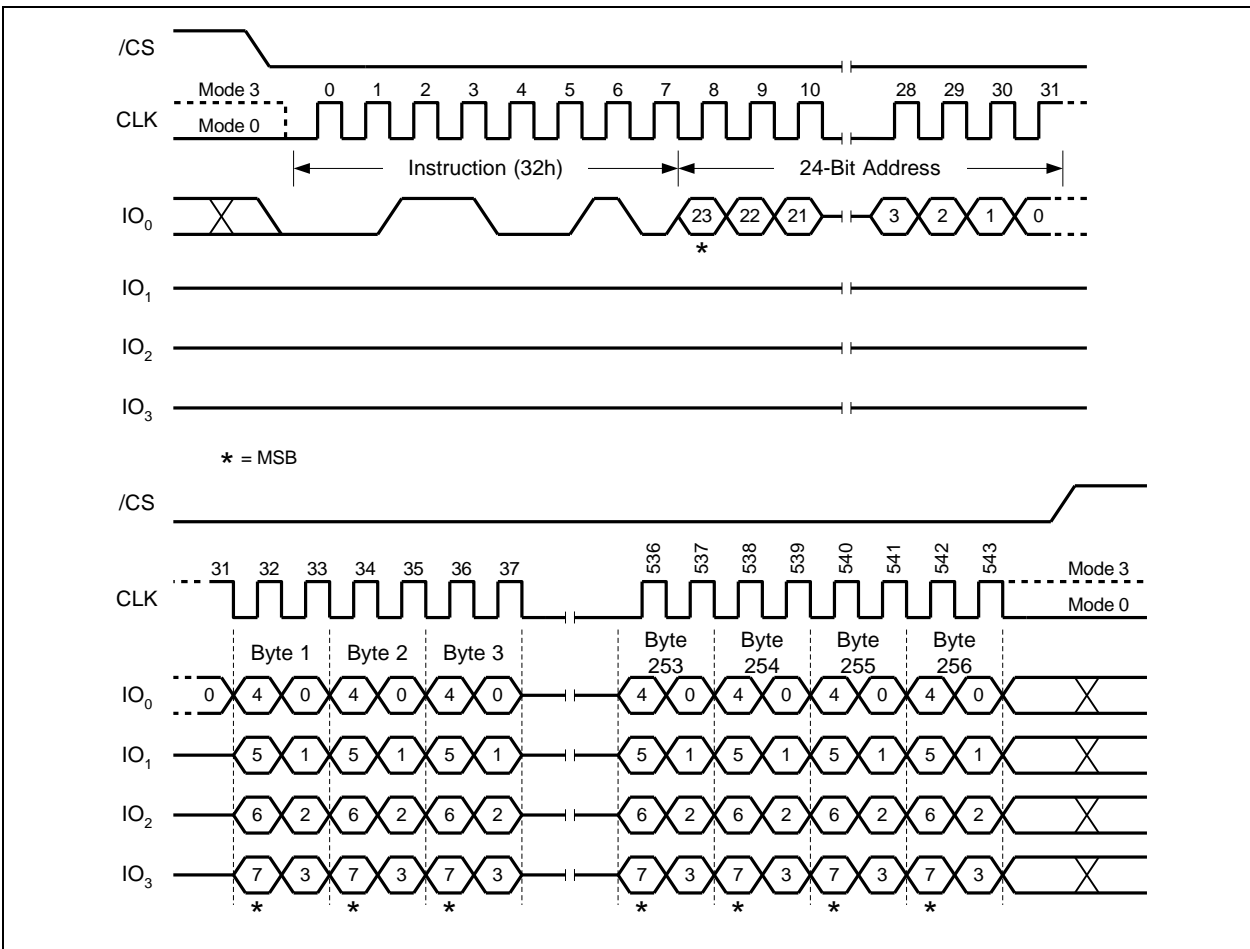 /CS
Mode 3 0 1 2 3 4 5 6 7 8 9 10 28 29 30 31
CLK
Mode 0
Instruction (32h) 24-Bit Address
IO0 23 22 21 3 2 1 0
*
IO1
IO2
IO3
* = MSB
/CS
31 32 33 34 35 36 37 536 537 538 539 540 541 542 543 Mode 3
CLK
Mode 0
Byte 1 Byte 2 Byte 3 Byte 253 Byte 254 Byte 255 Byte 256
IO0 0 4 0 4 0 4 0 4 0 4 0 4 0 4 0
IO1 5 1 5 1 5 1 5 1 5 1 5 1 5 1
IO2 6 2 6 2 6 2 6 2 6 2 6 2 6 2
IO3 7 3 7 3 7 3 7 3 7 3 7 3 7 3
* * * * * * *